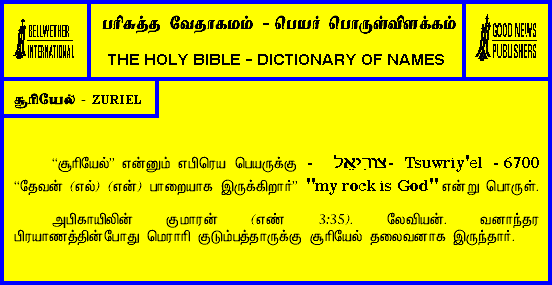 BELLWETHER
INTERNATIONAL
பரிசுத்த வேதாகமம் - பெயர் பொருள்விளக்கம்
THE HOLY BIBLE - DICTIONARY OF NAMES
GOOD NEWS
PUBLISHERS
சூரியேல் - ZURIEL
“சூரியேல்” என்னும் எபிரெய பெயருக்கு - צוּרִיאֵל - Tsuwriy'el - 6700
“தேவன் (எல்) (என்) பாறையாக இருக்கிறார்” "my rock is God" என்று பொருள்.
அபிகாயிலின் குமாரன் (எண் 3:35). லேவியன். வனாந்தர
பிரயாணத்தின்போது மெராரி குடும்பத்தாருக்கு சூரியேல் தலைவனாக இருந்தார்.